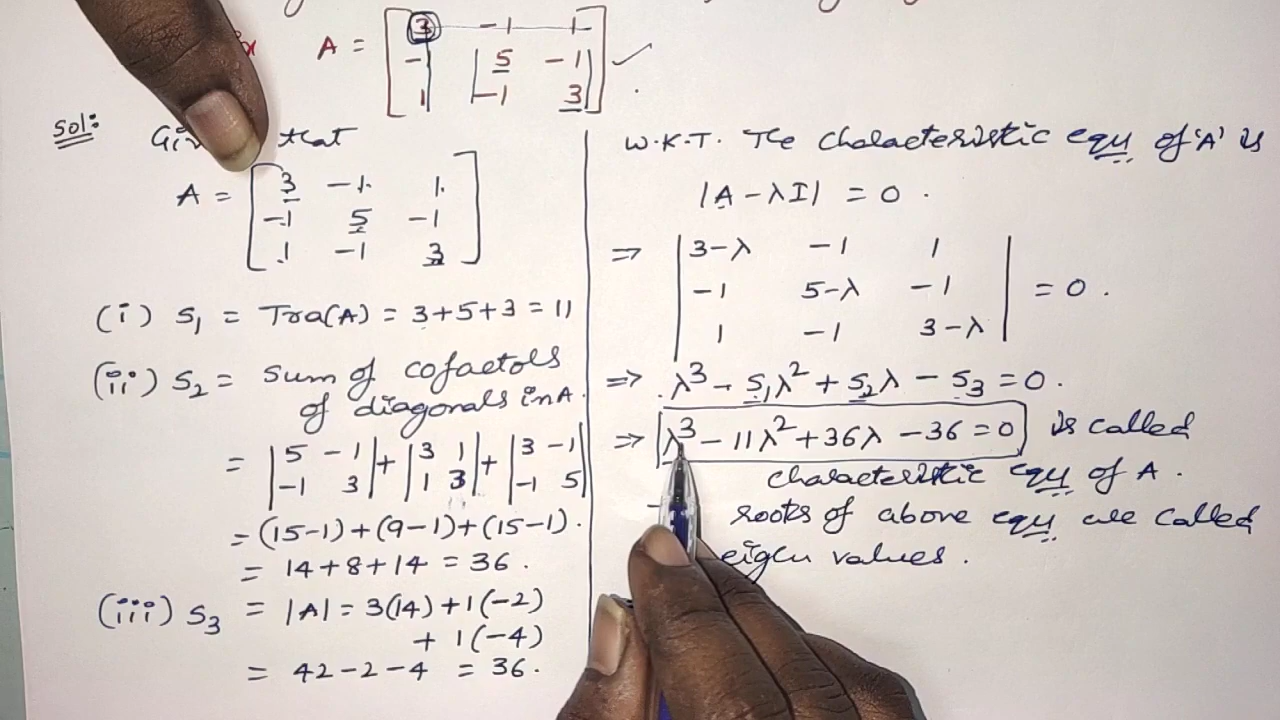 A = [ 3 -1 1
- 5 -1
1 -1 3 ] ✓ .
Sol: that
A = [ 3 -1 1
-1 5 -1
1 -1 3 ]
(i) S₁ = Tra(A) = 3+5+3 = 11
(ii) S₂ = sum of cofactors
of diagonals in A.
= | 5 -1 | + | 3 1 | + | 3 -1 |
| -1 3 | | 1 3 | | -1 5 |
= (15-1)+(9-1)+(15-1).
= 14+8+14 = 36.
(iii) S₃ = |A| = 3(14)+1(-2)
+ 1(-4)
= 42-2-4 = 36.
W.K.T. The characteristic equ of 'A' is
|A-λI| = 0.
⇒ | 3-λ -1 1 |
| -1 5-λ -1 | = 0.
| 1 -1 3-λ |
⇒ λ³ - S₁λ² + S₂λ - S₃ = 0.
⇒ λ³ - 11λ² + 36λ - 36 = 0 is called
characteristic equ of A.
roots of above equ are called
eigen values.